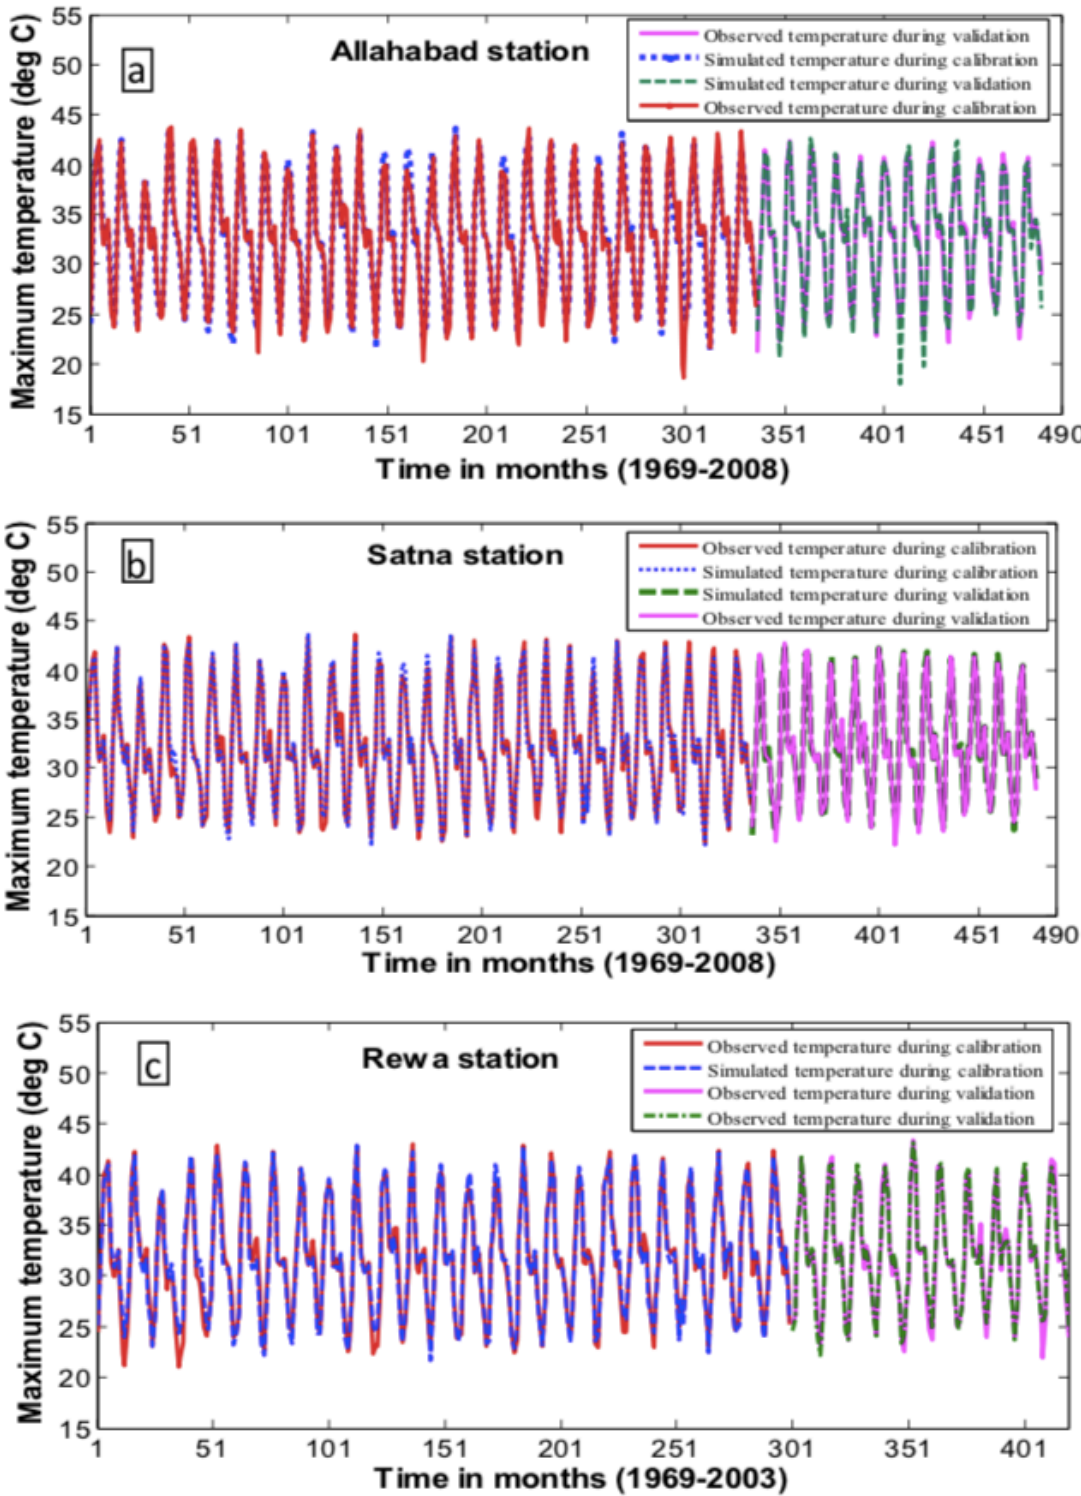 Maximum temperature (deg C)
55
50
45
40
35
30
25
20
15
a
Allahabad station
Observed temperature during validation
Simulated temperature during calibration
Simulated temperature during validation
Observed temperature during calibration
1 51 101 151 201 251 301 351 401 451 490
Time in months (1969-2008)
Maximum temperature (deg C)
55
50
45
40
35
30
25
20
15
b
Satna station
Observed temperature during calibration
Simulated temperature during calibration
Simulated temperature during validation
Observed temperature during validation
1 51 101 151 201 251 301 351 401 451 490
Time in months (1969-2008)
Maximum temperature (deg C)
55
50
45
40
35
30
25
20
15
c
Rewa station
Observed temperature during calibration
Simulated temperature during calibration
Observed temperature during validation
Observed temperature during validation
1 51 101 151 201 251 301 351 401
Time in months (1969-2003)